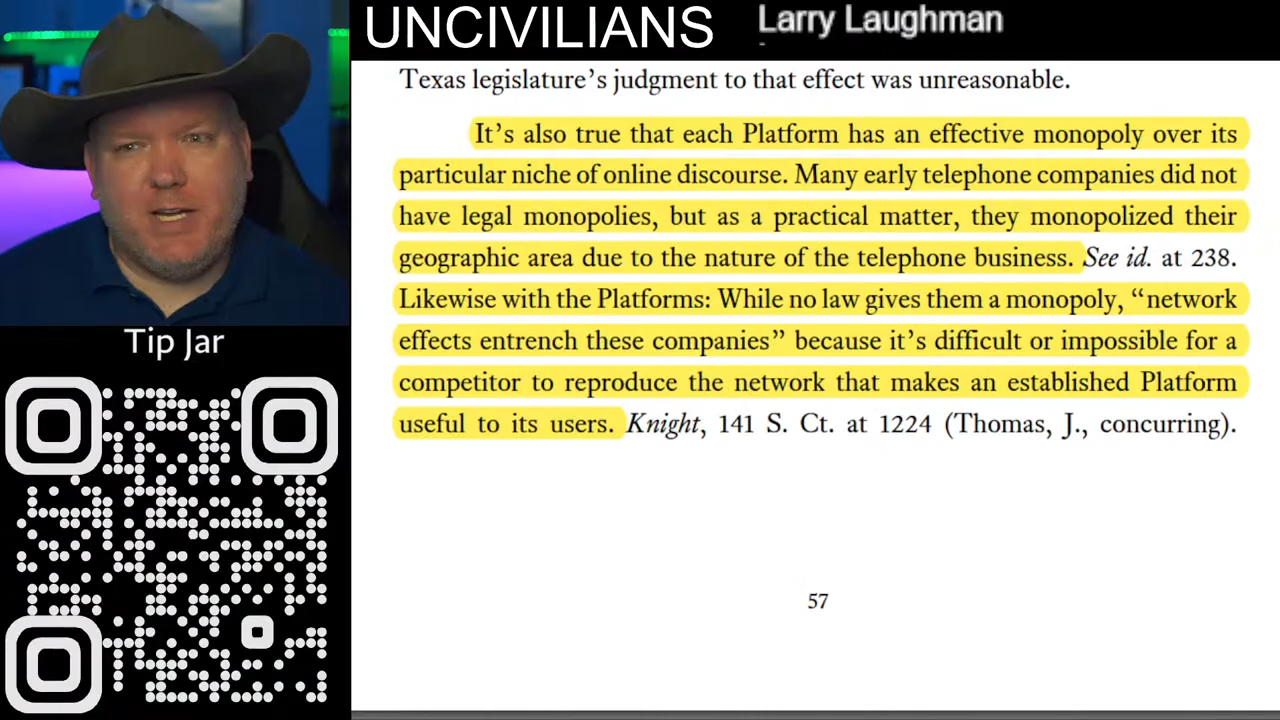 UNCIVILIANS
Larry Laughman
Texas legislature’s judgment to that effect was unreasonable.
It’s also true that each Platform has an effective monopoly over its
particular niche of online discourse. Many early telephone companies did not
have legal monopolies, but as a practical matter, they monopolized their
geographic area due to the nature of the telephone business. See id. at 238.
Likewise with the Platforms: While no law gives them a monopoly, “network
effects entrench these companies” because it’s difficult or impossible for a
competitor to reproduce the network that makes an established Platform
useful to its users. Knight, 141 S. Ct. at 1224 (Thomas, J., concurring).
57
Tip Jar